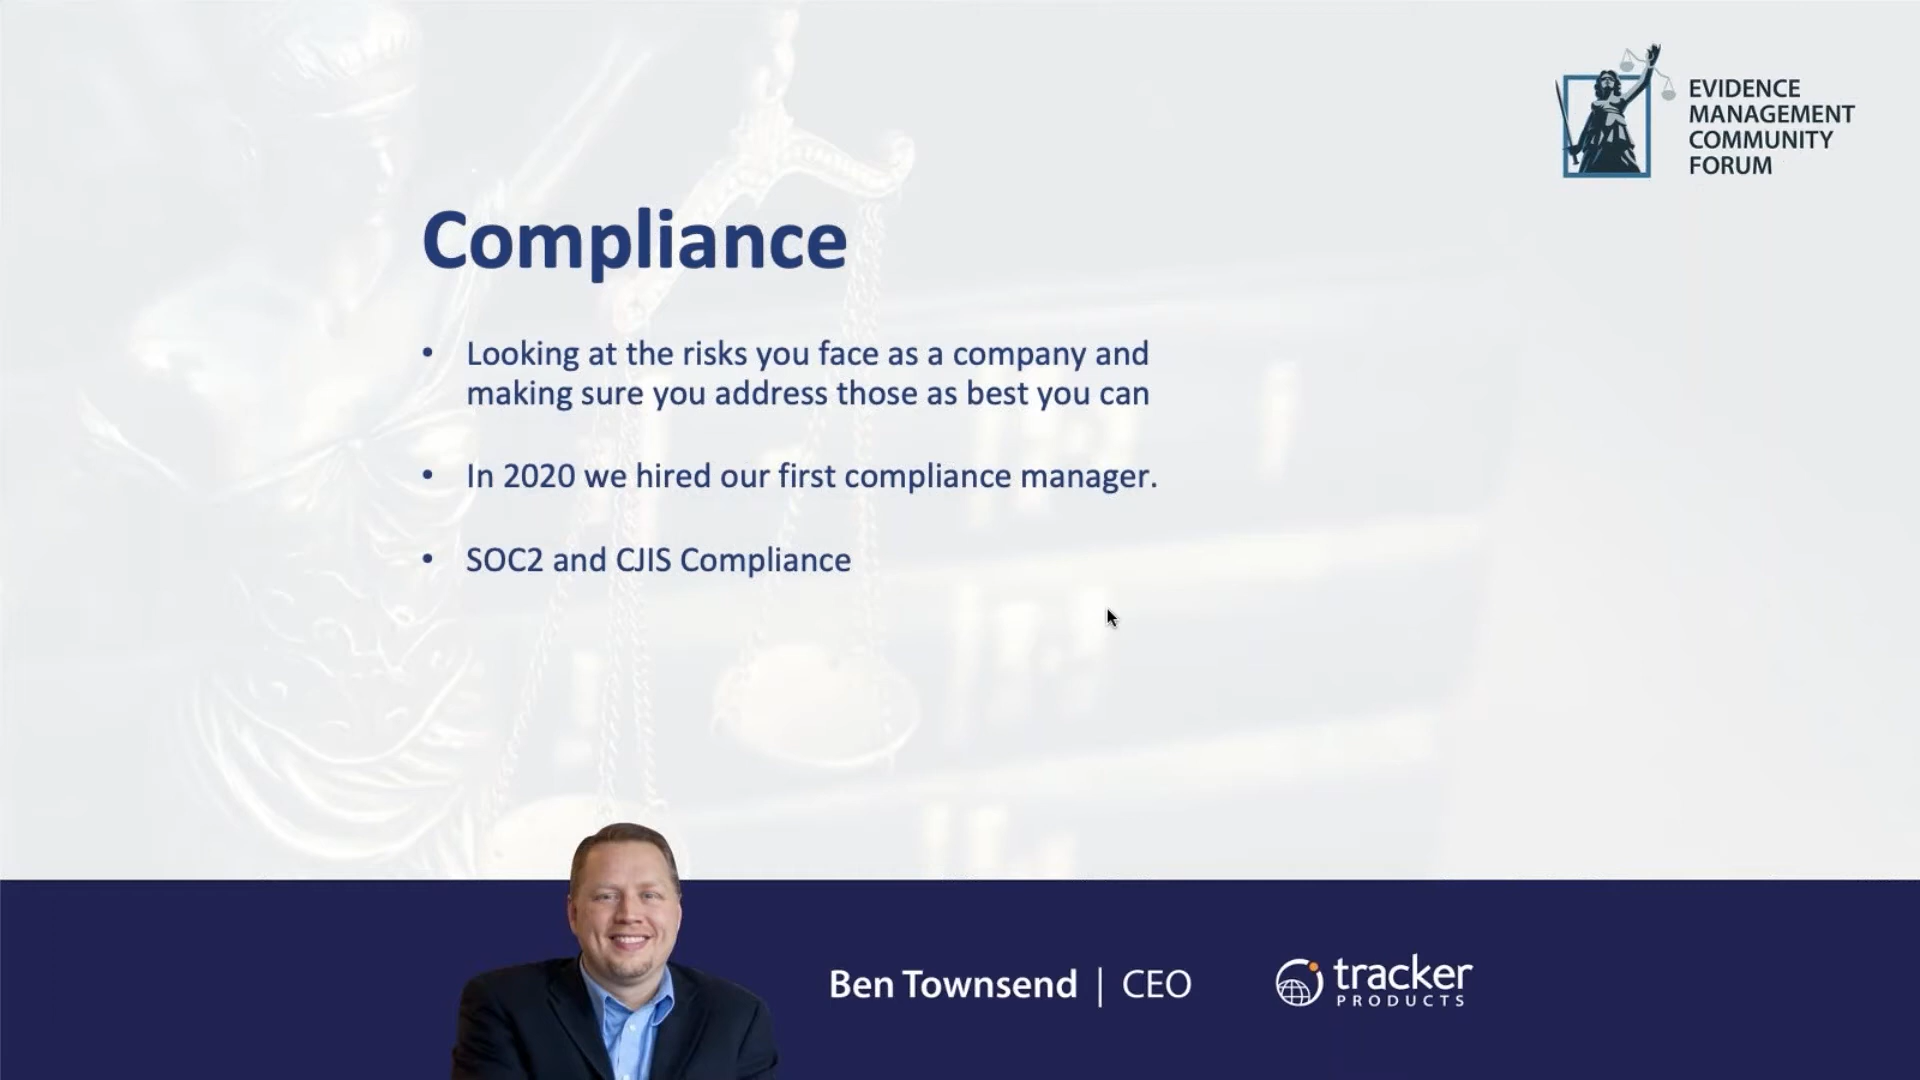 EVIDENCE
MANAGEMENT
COMMUNITY
FORUM
Compliance
• Looking at the risks you face as a company and
making sure you address those as best you can
• In 2020 we hired our first compliance manager.
• SOC2 and CJIS Compliance
Ben Townsend | CEO
tracker
PRODUCTS